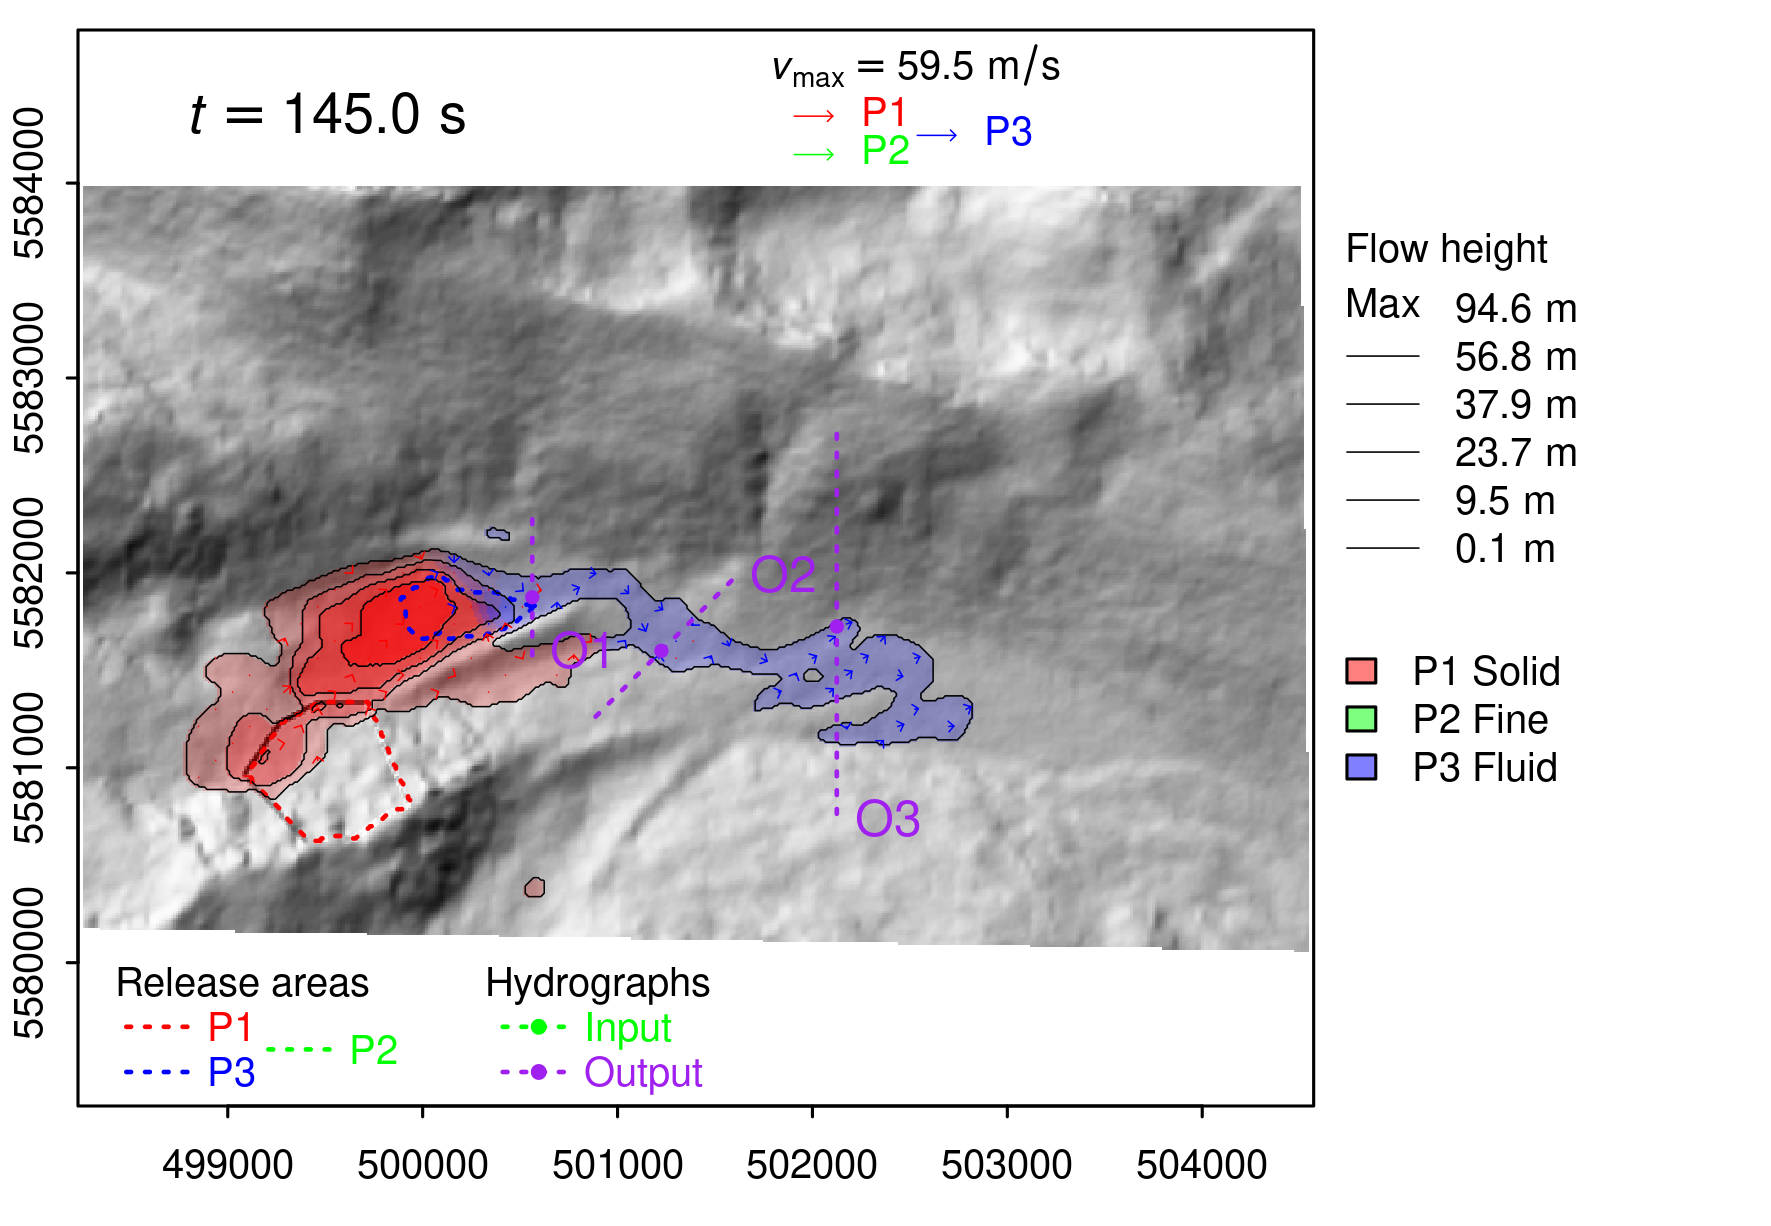 t = 145.0 s
vmax = 59.5 m/s
P1
P2
P3
5584000
5583000
5582000
5581000
5580000
Flow height
Max 94.6 m
56.8 m
37.9 m
23.7 m
9.5 m
0.1 m
P1 Solid
P2 Fine
P3 Fluid
O1
O2
O3
Release areas
P1
P2
P3
Hydrographs
Input
Output
499000 500000 501000 502000 503000 504000